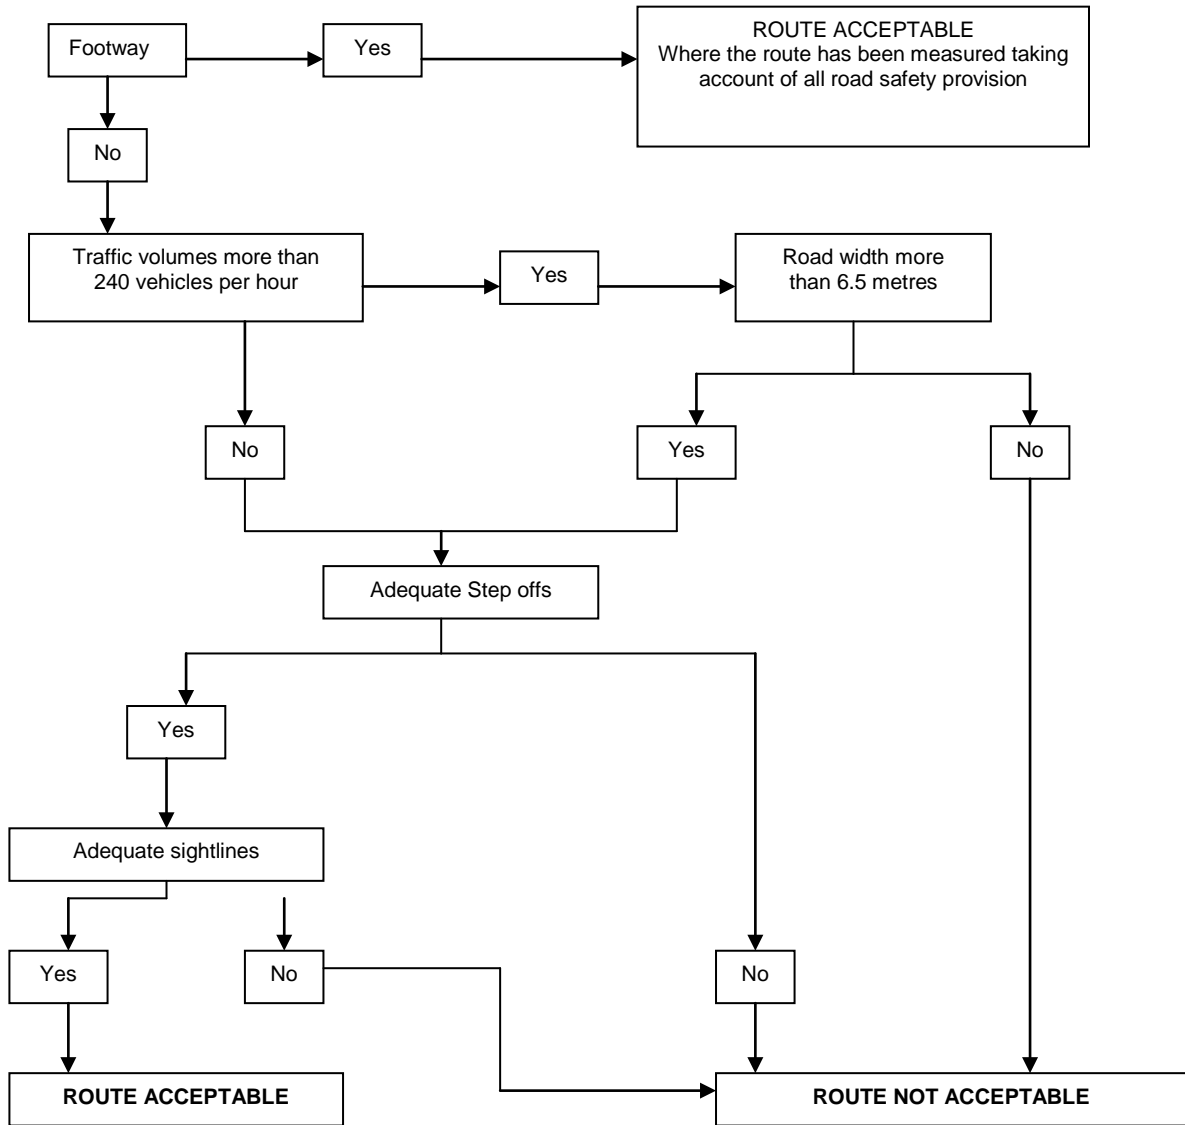 Footway
Yes
ROUTE ACCEPTABLE
Where the route has been measured taking
account of all road safety provision
No
Traffic volumes more than
240 vehicles per hour
Yes
Road width more
than 6.5 metres
No
Yes
No
Adequate Step offs
Yes
Adequate sightlines
Yes
No
No
ROUTE ACCEPTABLE
ROUTE NOT ACCEPTABLE